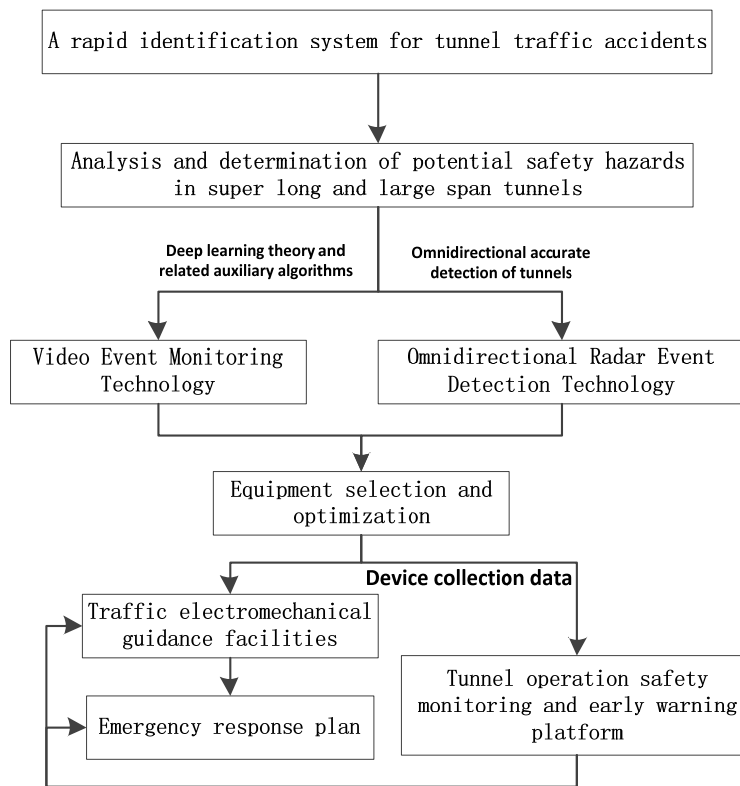 A rapid identification system for tunnel traffic accidents
Analysis and determination of potential safety hazards
in super long and large span tunnels
Deep learning theory and
related auxiliary algorithms
Omnidirectional accurate
detection of tunnels
Video Event Monitoring
Technology
Omnidirectional Radar Event
Detection Technology
Equipment selection and
optimization
Device collection data
Traffic electromechanical
guidance facilities
Tunnel operation safety
monitoring and early warning
platform
Emergency response plan